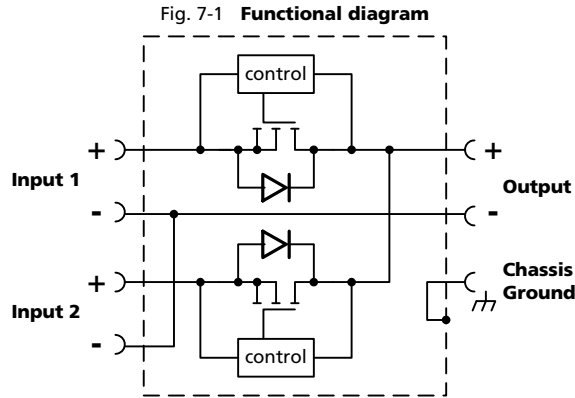 Fig. 7-1 Functional diagram
control
+ +
Input 1 Output
- -
+ Chassis
Ground
Input 2
-
control